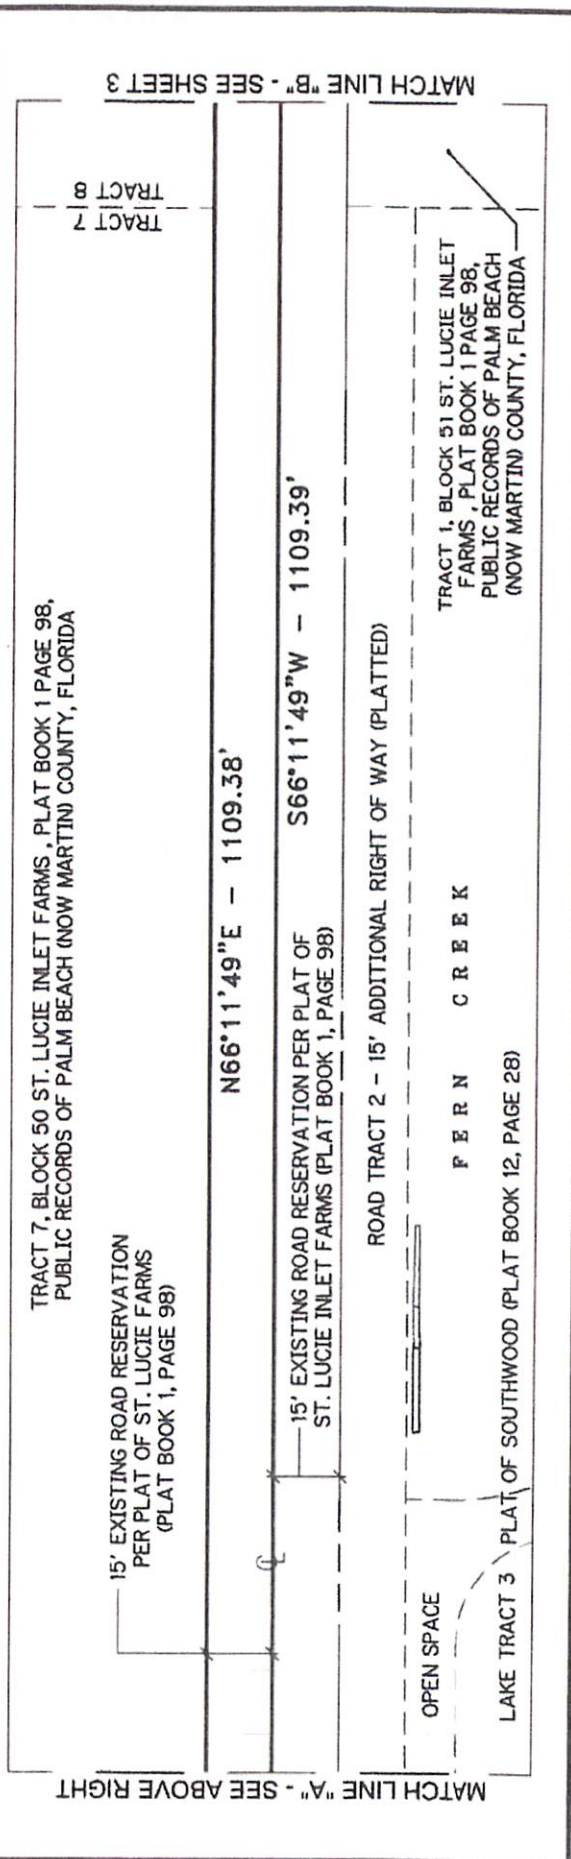 MATCH LINE "A" - SEE ABOVE RIGHT
TRACT 7, BLOCK 50 ST. LUCIE INLET FARMS , PLAT BOOK 1 PAGE 98,
PUBLIC RECORDS OF PALM BEACH (NOW MARTIN) COUNTY, FLORIDA
TRACT 7
TRACT 8
15' EXISTING ROAD RESERVATION
PER PLAT OF ST. LUCIE FARMS
(PLAT BOOK 1, PAGE 98)
N66°11'49"E - 1109.38'
S66°11'49"W - 1109.39'
15' EXISTING ROAD RESERVATION PER PLAT OF
ST. LUCIE INLET FARMS (PLAT BOOK 1, PAGE 98)
ROAD TRACT 2 - 15' ADDITIONAL RIGHT OF WAY (PLATTED)
OPEN SPACE
FERN CREEK
TRACT 1, BLOCK 51 ST. LUCIE INLET
FARMS , PLAT BOOK 1 PAGE 98,
PUBLIC RECORDS OF PALM BEACH
(NOW MARTIN) COUNTY, FLORIDA
LAKE TRACT 3 PLAT OF SOUTHWOOD (PLAT BOOK 12, PAGE 28)
MATCH LINE "B" - SEE SHEET 3